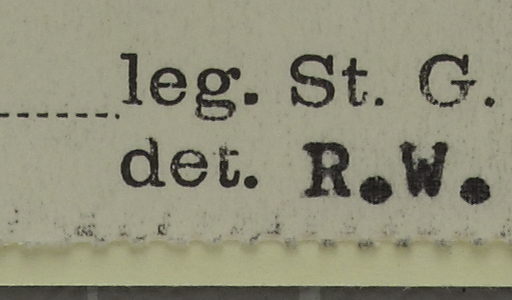 leg. St. G.
det. R.W.